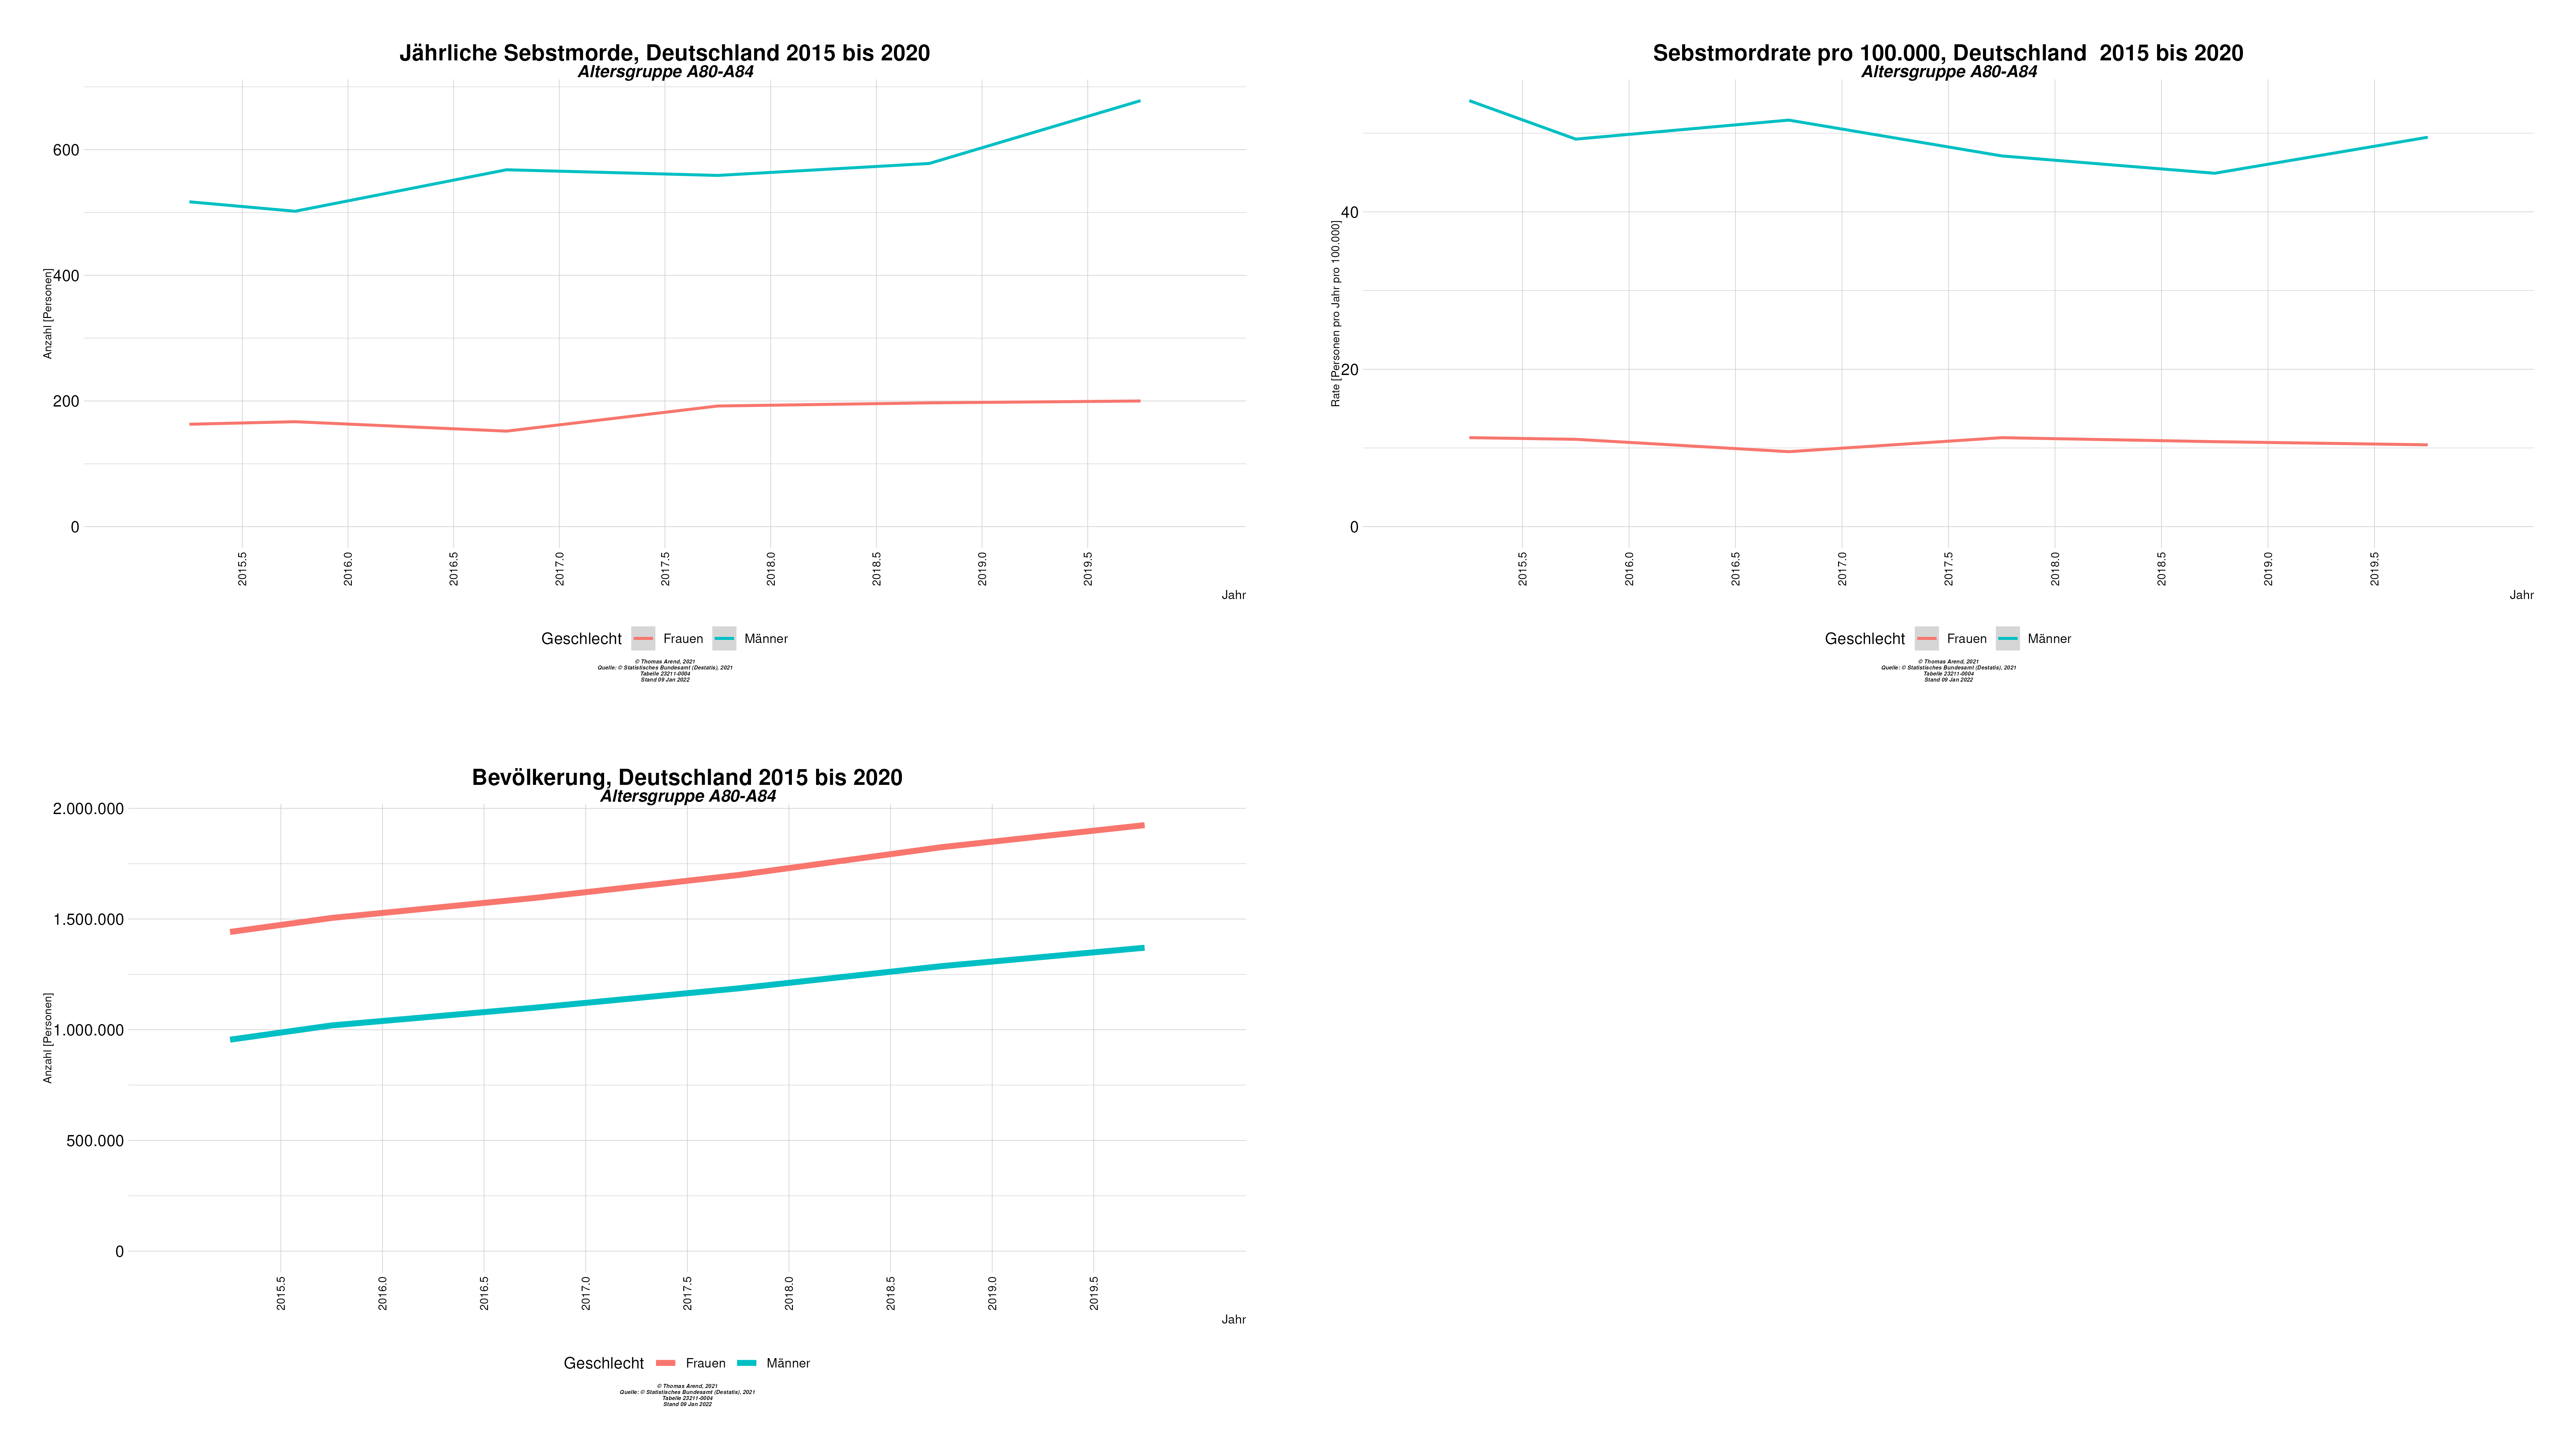 Jährliche Sebstmorde, Deutschland 2015 bis 2020
Altersgruppe A80-A84
Anzahl [Personen]
600
400
200
0
2015.5
2016.0
2016.5
2017.0
2017.5
2018.0
2018.5
2019.0
2019.5
Jahr
Geschlecht Frauen Männer
© Thomas Arend, 2021
Quelle: © Statistisches Bundesamt (Destatis), 2021
Tabelle 23211-0004
Stand 09 Jan 2022
Sebstmordrate pro 100.000, Deutschland  2015 bis 2020
Altersgruppe A80-A84
Rate [Personen pro Jahr pro 100.000]
40
20
0
2015.5
2016.0
2016.5
2017.0
2017.5
2018.0
2018.5
2019.0
2019.5
Jahr
Geschlecht Frauen Männer
© Thomas Arend, 2021
Quelle: © Statistisches Bundesamt (Destatis), 2021
Tabelle 23211-0004
Stand 09 Jan 2022
Bevölkerung, Deutschland 2015 bis 2020
Altersgruppe A80-A84
Anzahl [Personen]
2.000.000
1.500.000
1.000.000
500.000
0
2015.5
2016.0
2016.5
2017.0
2017.5
2018.0
2018.5
2019.0
2019.5
Jahr
Geschlecht Frauen Männer
© Thomas Arend, 2021
Quelle: © Statistisches Bundesamt (Destatis), 2021
Tabelle 23211-0004
Stand 09 Jan 2022